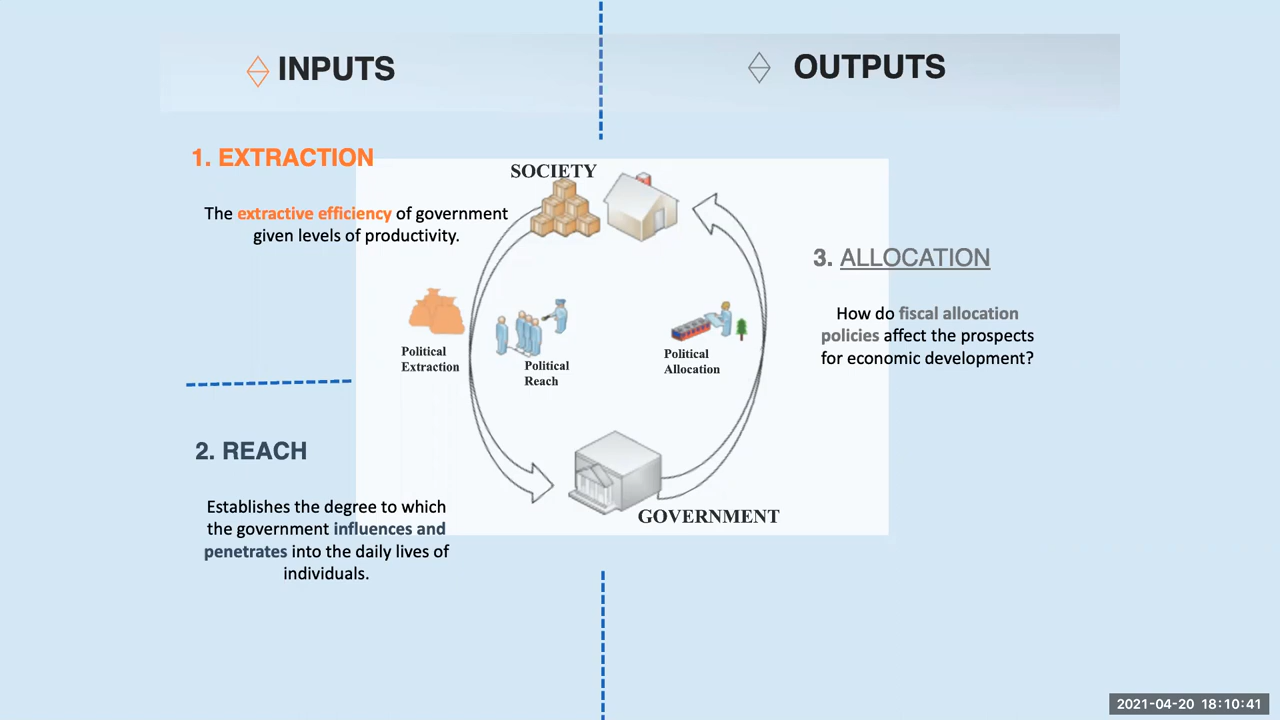 INPUTS
OUTPUTS
1. EXTRACTION
The extractive efficiency of government
given levels of productivity.
SOCIETY
3. ALLOCATION
How do fiscal allocation
policies affect the prospects
for economic development?
Political
Extraction
Political
Reach
Political
Allocation
2. REACH
Establishes the degree to which
the government influences and
penetrates into the daily lives of
individuals.
GOVERNMENT
2021-04-20 18:10:41